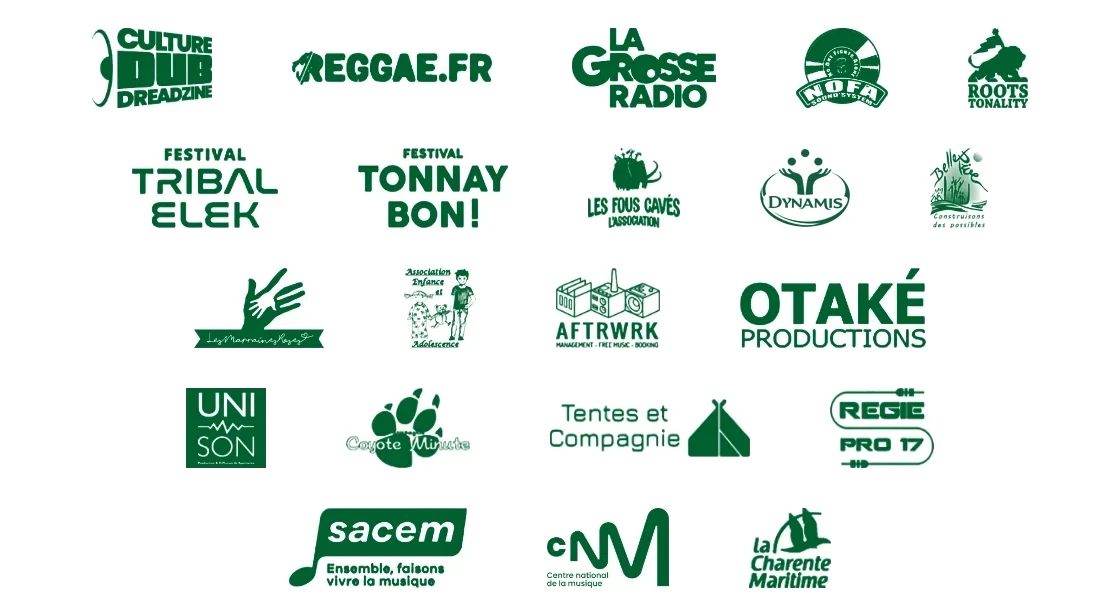 CULTURE
DUB
DREADZINE
REGGAE.FR
LA
GROSSE
RADIO
NOFA
SOUND SYSTEM
ROOTS
TONALITY
FESTIVAL
TRIBAL
ELEK
FESTIVAL
TONNAY
BON!
LES FOUS CAVÉS
L'ASSOCIATION
DYNAMIS
Belle Rive
Construisons
des possibles
Les Marraines Roses
Association
Enfance
et
Adolescence
AFTRWRK
MANAGEMENT - FREE MUSIC - BOOKING
OTAKÉ
PRODUCTIONS
UNI
SON
Coyote Minute
Tentes et
Compagnie
REGIE
PRO 17
sacem
Ensemble, faisons
vivre la musique
cnM
Centre national
de la musique
la
Charente
Maritime